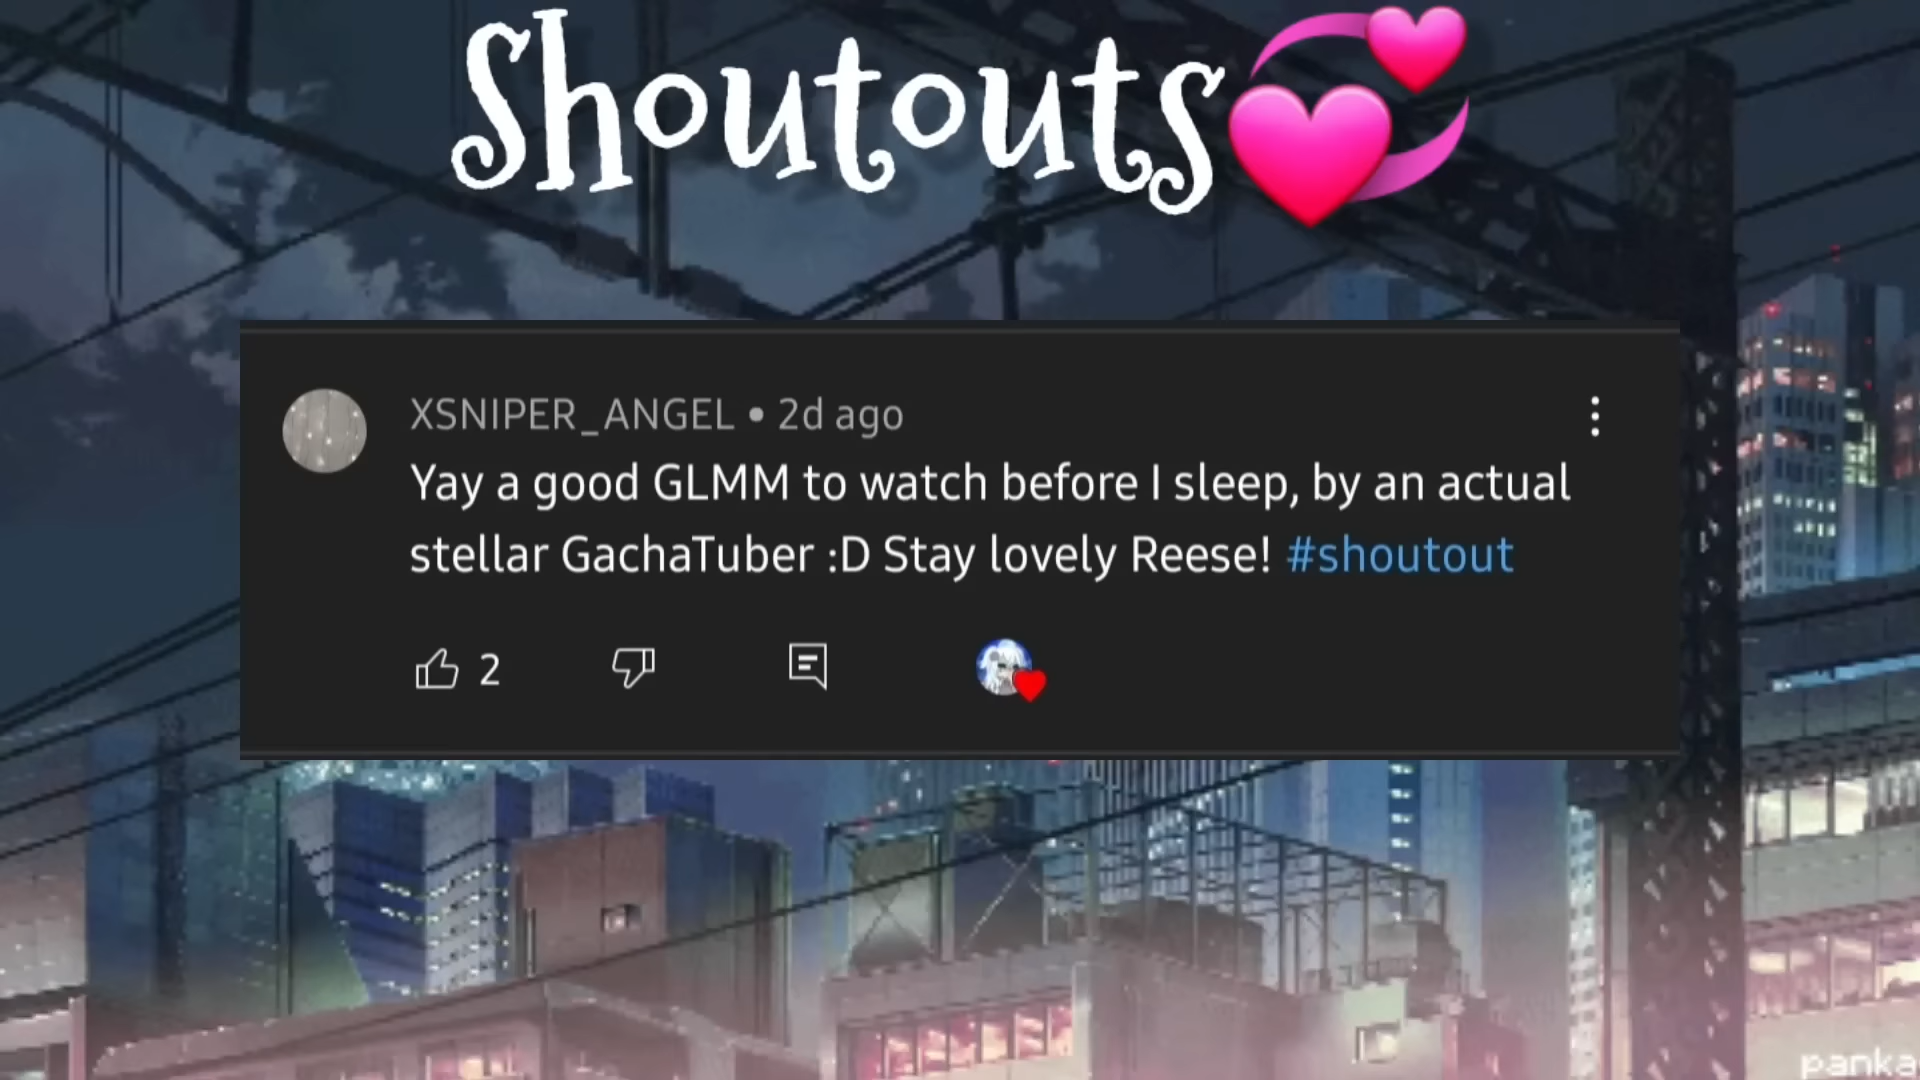 Shoutouts
XSNIPER_ANGEL • 2d ago
Yay a good GLMM to watch before I sleep, by an actual
stellar GachaTuber :D Stay lovely Reese! #shoutout
2
panka